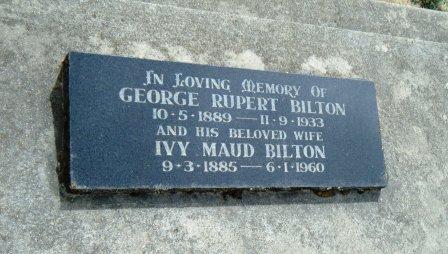 In Loving Memory Of
GEORGE RUPERT BILTON
10·5·1889 — 11·9·1933
AND HIS BELOVED WIFE
IVY MAUD BILTON
9·3·1885 — 6·1·1960